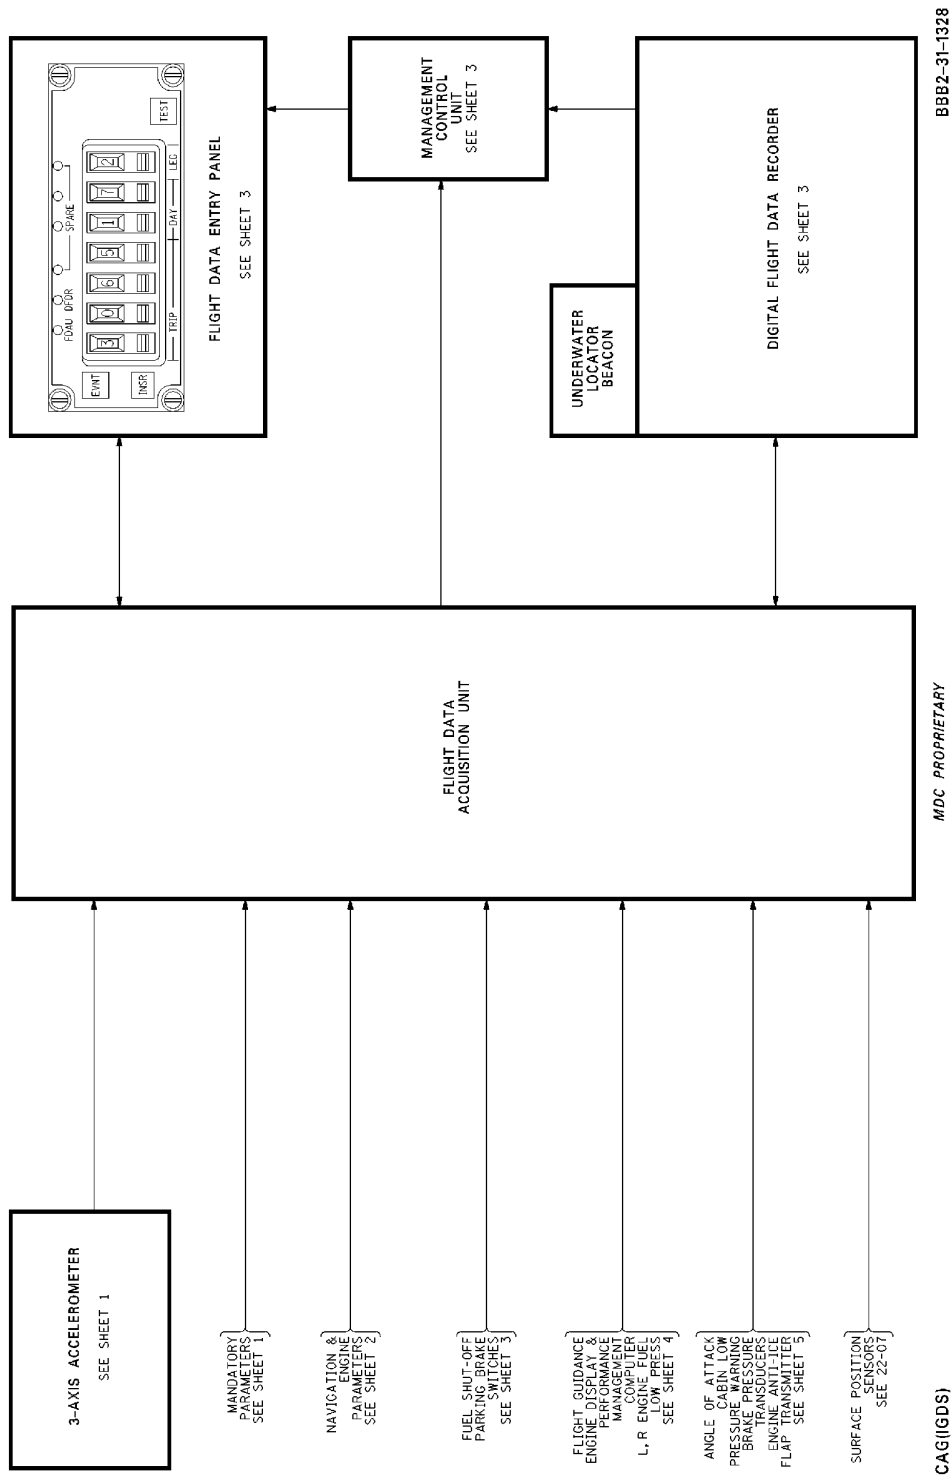 3-AXIS ACCELEROMETER
SEE SHEET 1
MANDATORY
PARAMETERS
SEE SHEET 1
NAVIGATION &
ENGINE
PARAMETERS
SEE SHEET 2
FUEL SHUT-OFF
PARKING BRAKE
SWITCHES
SEE SHEET 3
FLIGHT GUIDANCE
ENGINE DISPLAY &
PERFORMANCE
MANAGEMENT
COMPUTER
L,R ENGINE FUEL
LOW PRESS
SEE SHEET 4
ANGLE OF ATTACK
CABIN LOW
PRESSURE WARNING
BRAKE PRESSURE
TRANSDUCERS
ENGINE ANTI-ICE
FLAP TRANSMITTER
SEE SHEET 5
SURFACE POSITION
SENSORS
SEE 22-07
FLIGHT DATA
ACQUISITION UNIT
FDAU DFDR SPARE
EVNT
INSR
3 0 6 5 1 7 2
TEST
TRIP DAY LEG
FLIGHT DATA ENTRY PANEL
SEE SHEET 3
MANAGEMENT
CONTROL
UNIT
SEE SHEET 3
UNDERWATER
LOCATOR
BEACON
DIGITAL FLIGHT DATA RECORDER
SEE SHEET 3
CAG(IGDS)
MDC PROPRIETARY
BBB2-31-1328